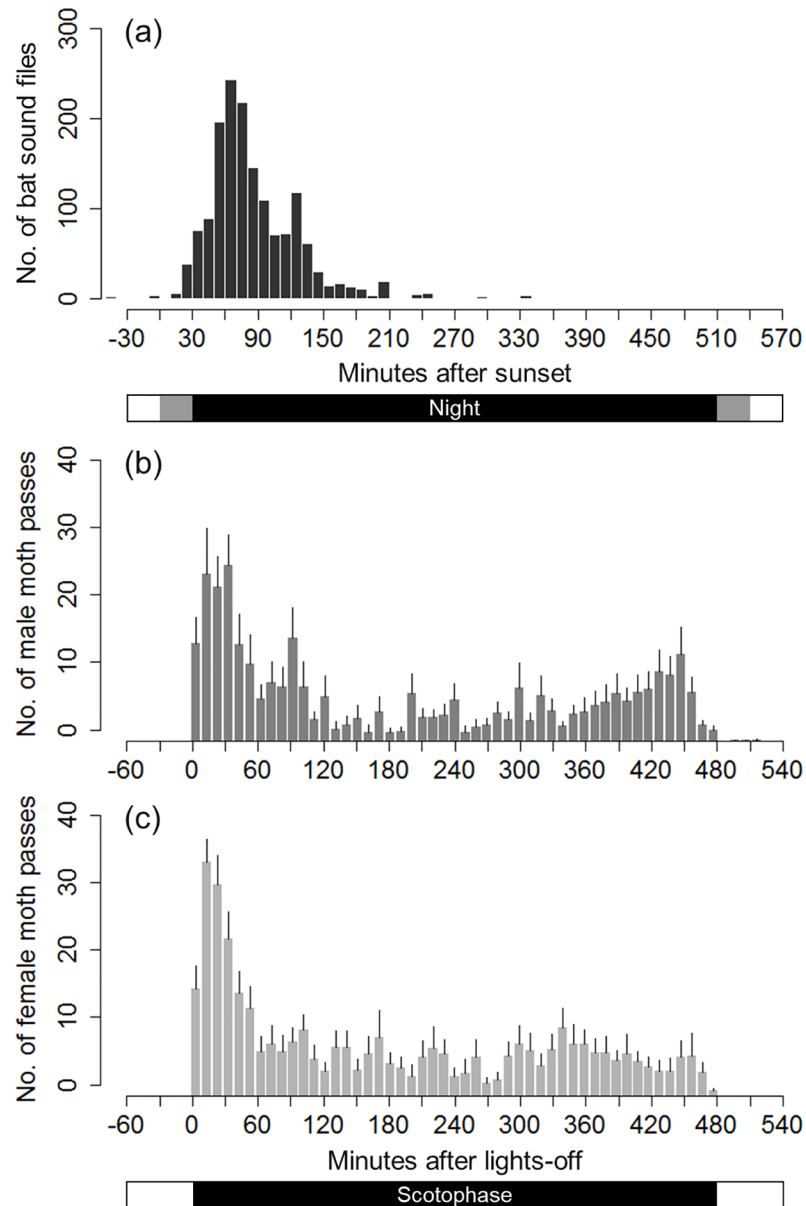 (a)
No. of bat sound files
300
200
100
0
-30 30 90 150 210 270 330 390 450 510 570
Minutes after sunset
Night
(b)
No. of male moth passes
40
30
20
10
0
-60 0 60 120 180 240 300 360 420 480 540
(c)
No. of female moth passes
40
30
20
10
0
-60 0 60 120 180 240 300 360 420 480 540
Minutes after lights-off
Scotophase